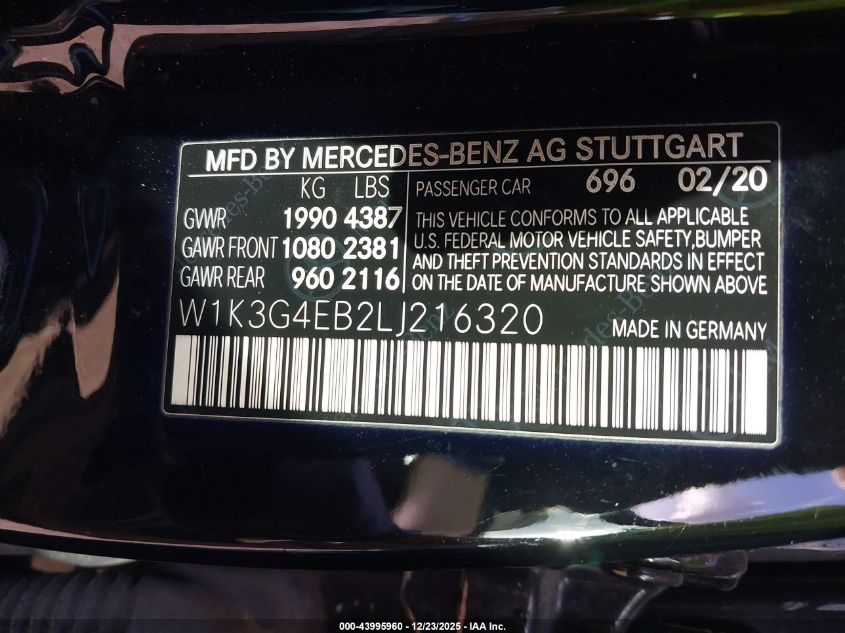 MFD BY MERCEDES-BENZ AG STUTTGART
KG LBS
GVWR 1990 4387
GAWR FRONT 1080 2381
GAWR REAR 960 2116
PASSENGER CAR 696 02/20
THIS VEHICLE CONFORMS TO ALL APPLICABLE
U.S. FEDERAL MOTOR VEHICLE SAFETY,BUMPER
AND THEFT PREVENTION STANDARDS IN EFFECT
ON THE DATE OF MANUFACTURE SHOWN ABOVE
W1K3G4EB2LJ216320
MADE IN GERMANY
000-43995960 - 12/23/2025 - IAA Inc.